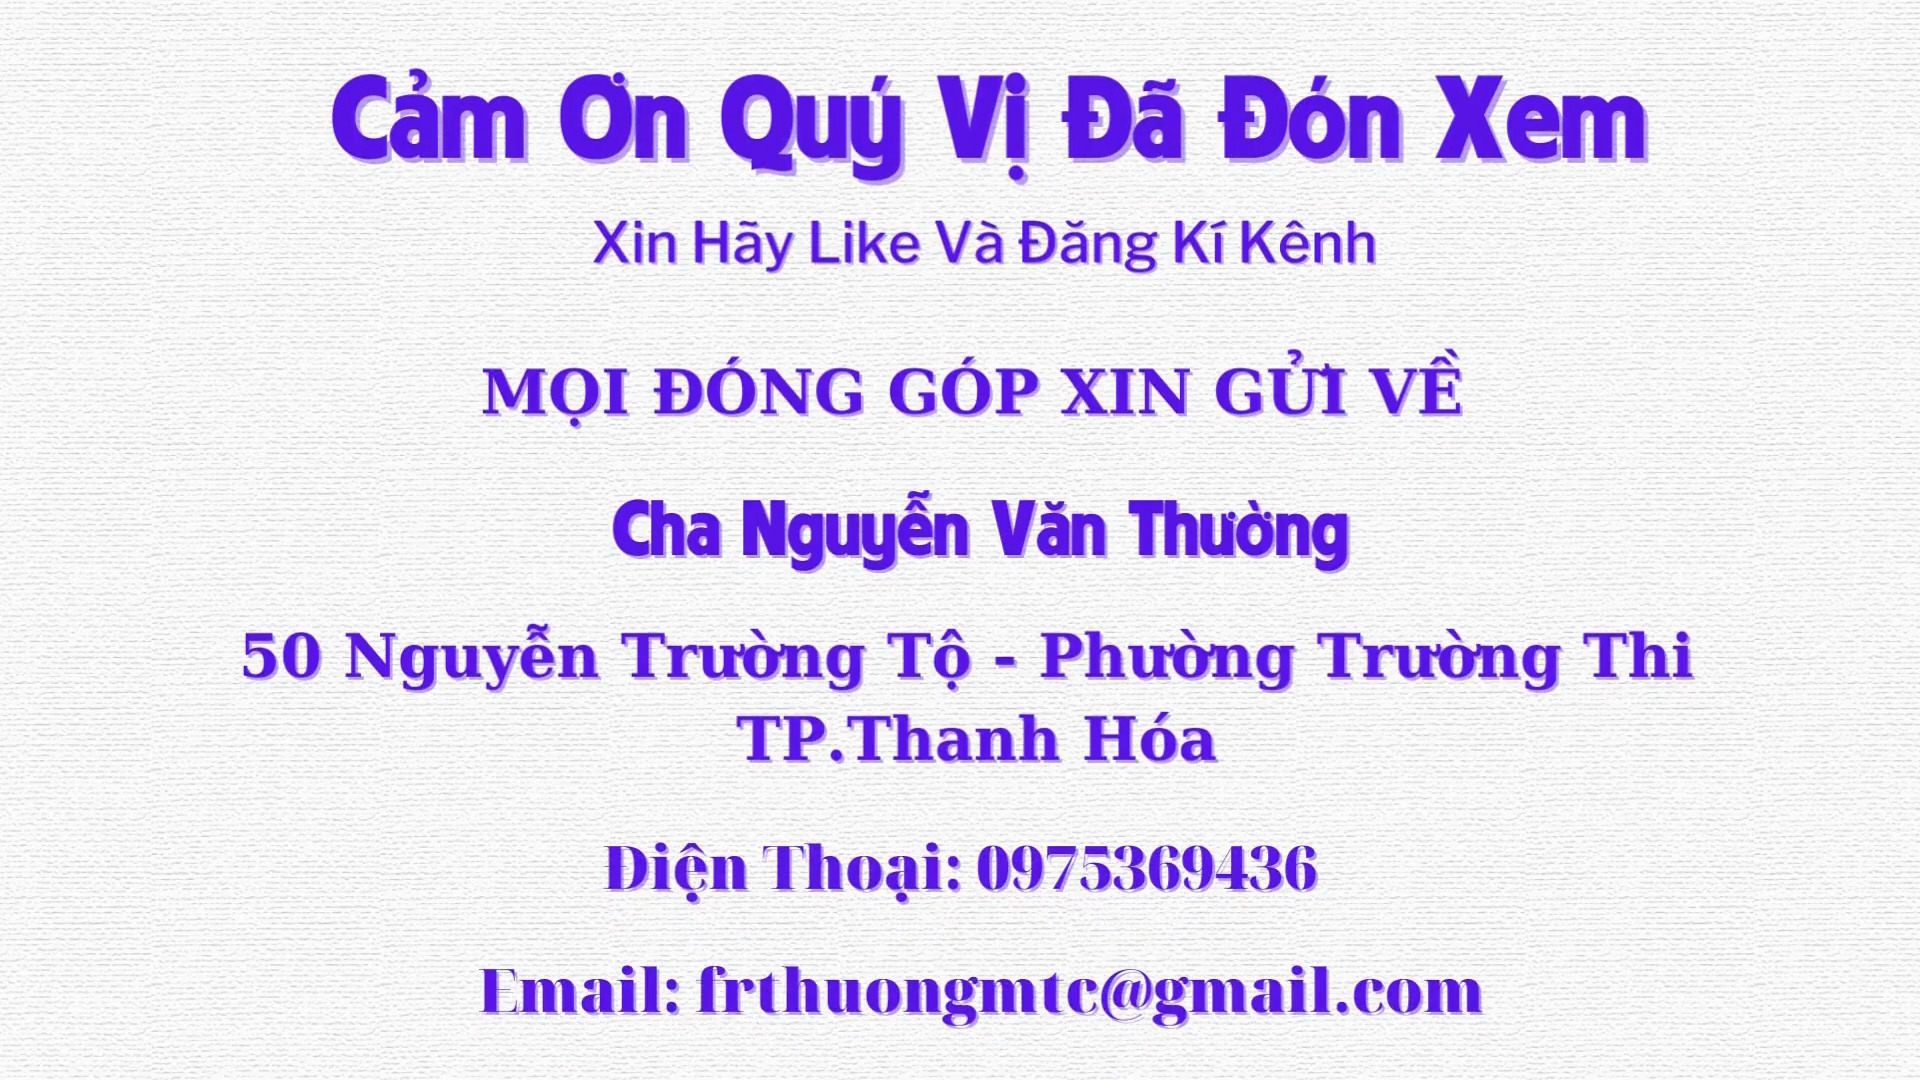 Cảm Ơn Quý Vị Đã Đón Xem
Xin Hãy Like Và Đăng Kí Kênh
MỌI ĐÓNG GÓP XIN GỬI VỀ
Cha Nguyễn Văn Thường
50 Nguyễn Trường Tộ - Phường Trường Thi
TP.Thanh Hóa
Điện Thoại: 0975369436
Email: frthuongmtc@gmail.com